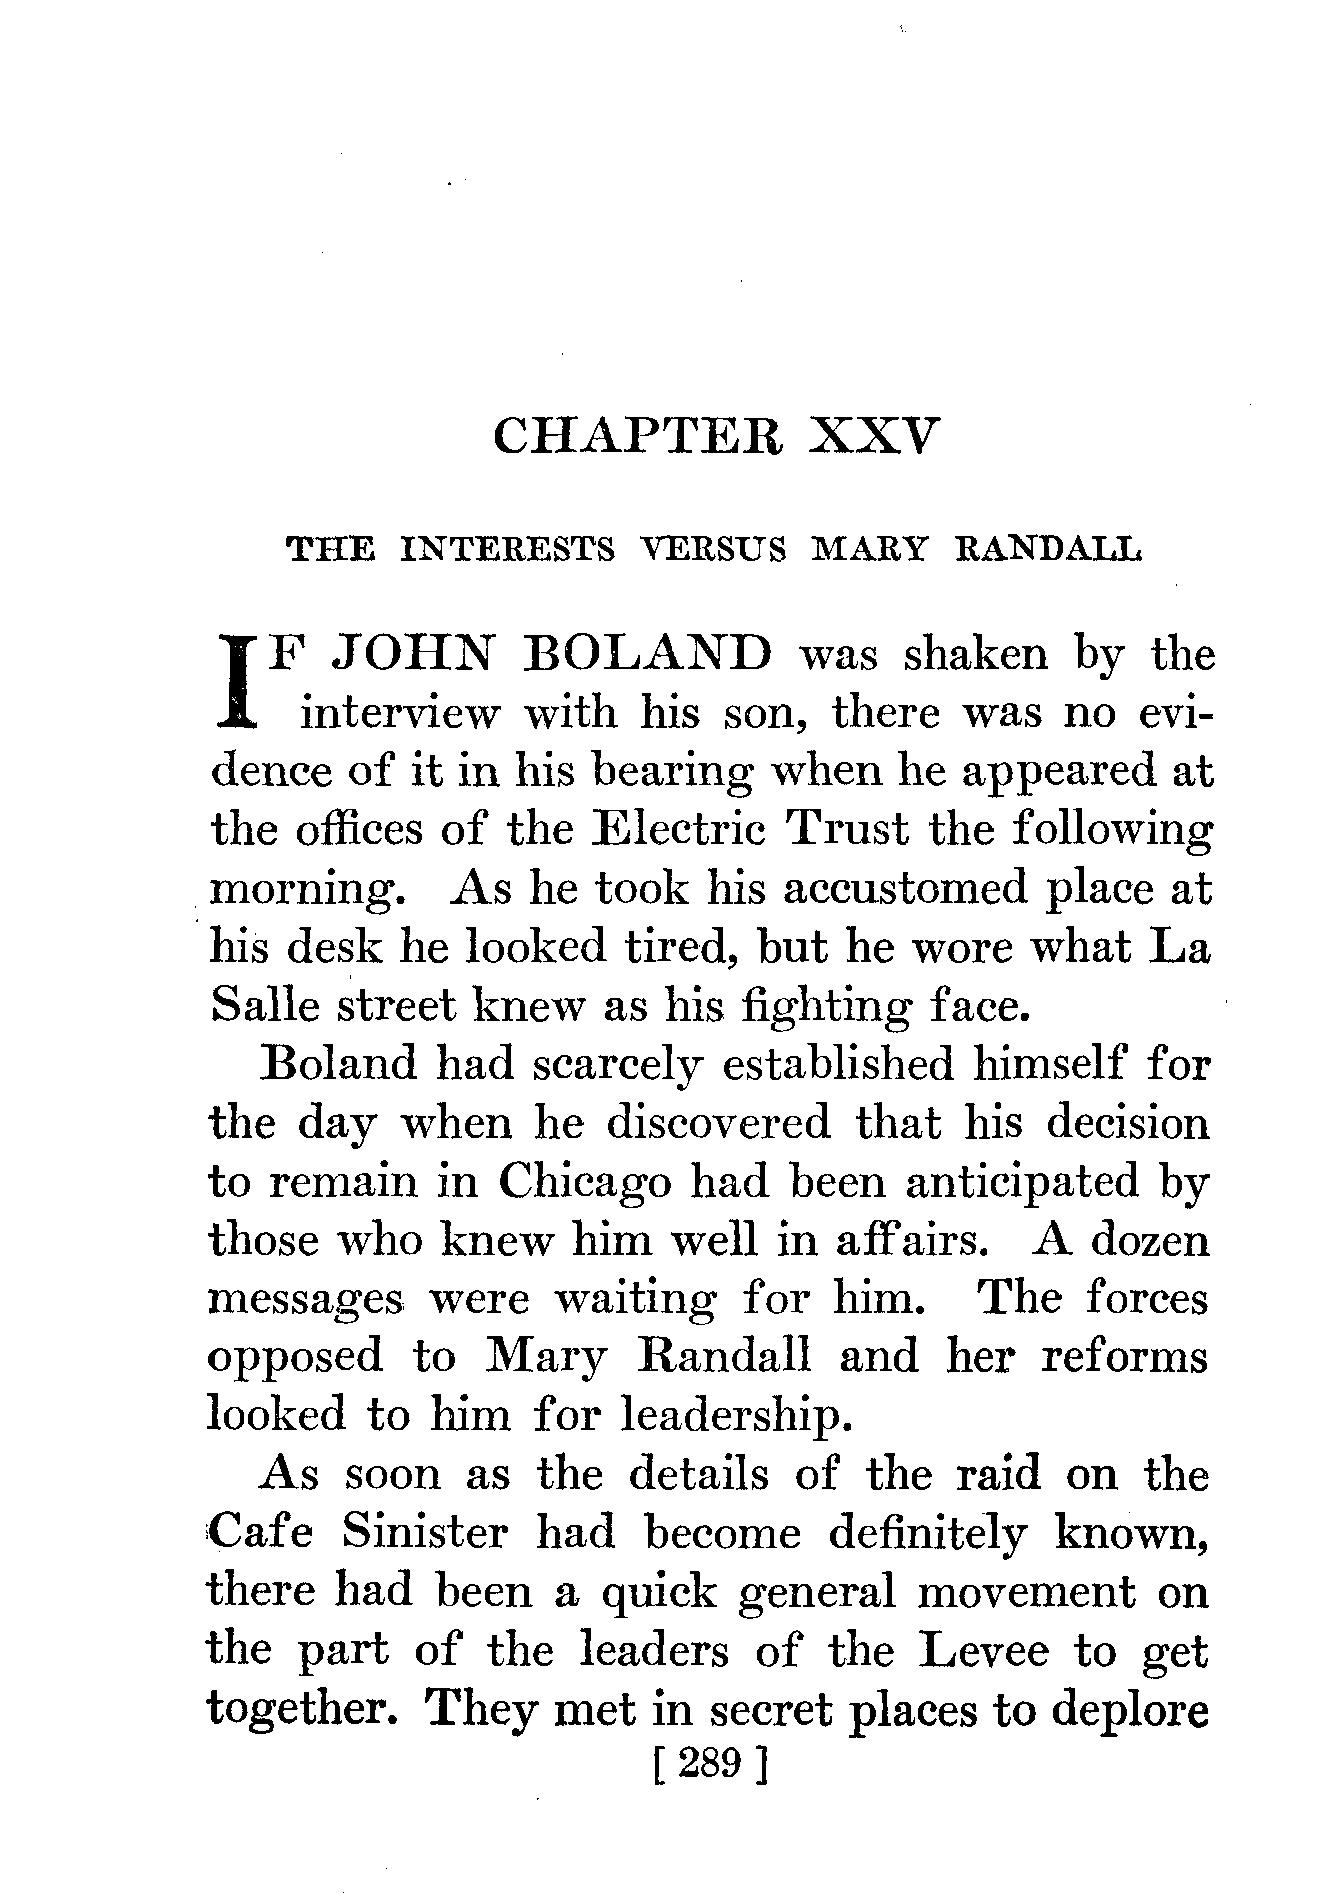 CHAPTER XXV
THE INTERESTS VERSUS MARY RANDALL
IF JOHN BOLAND was shaken by the
interview with his son, there was no evi-
dence of it in his bearing when he appeared at
the offices of the Electric Trust the following
morning. As he took his accustomed place at
his desk he looked tired, but he wore what La
Salle street knew as his fighting face.
Boland had scarcely established himself for
the day when he discovered that his decision
to remain in Chicago had been anticipated by
those who knew him well in affairs. A dozen
messages were waiting for him. The forces
opposed to Mary Randall and her reforms
looked to him for leadership.
As soon as the details of the raid on the
Cafe Sinister had become definitely known,
there had been a quick general movement on
the part of the leaders of the Levee to get
together. They met in secret places to deplore
[ 289 ]